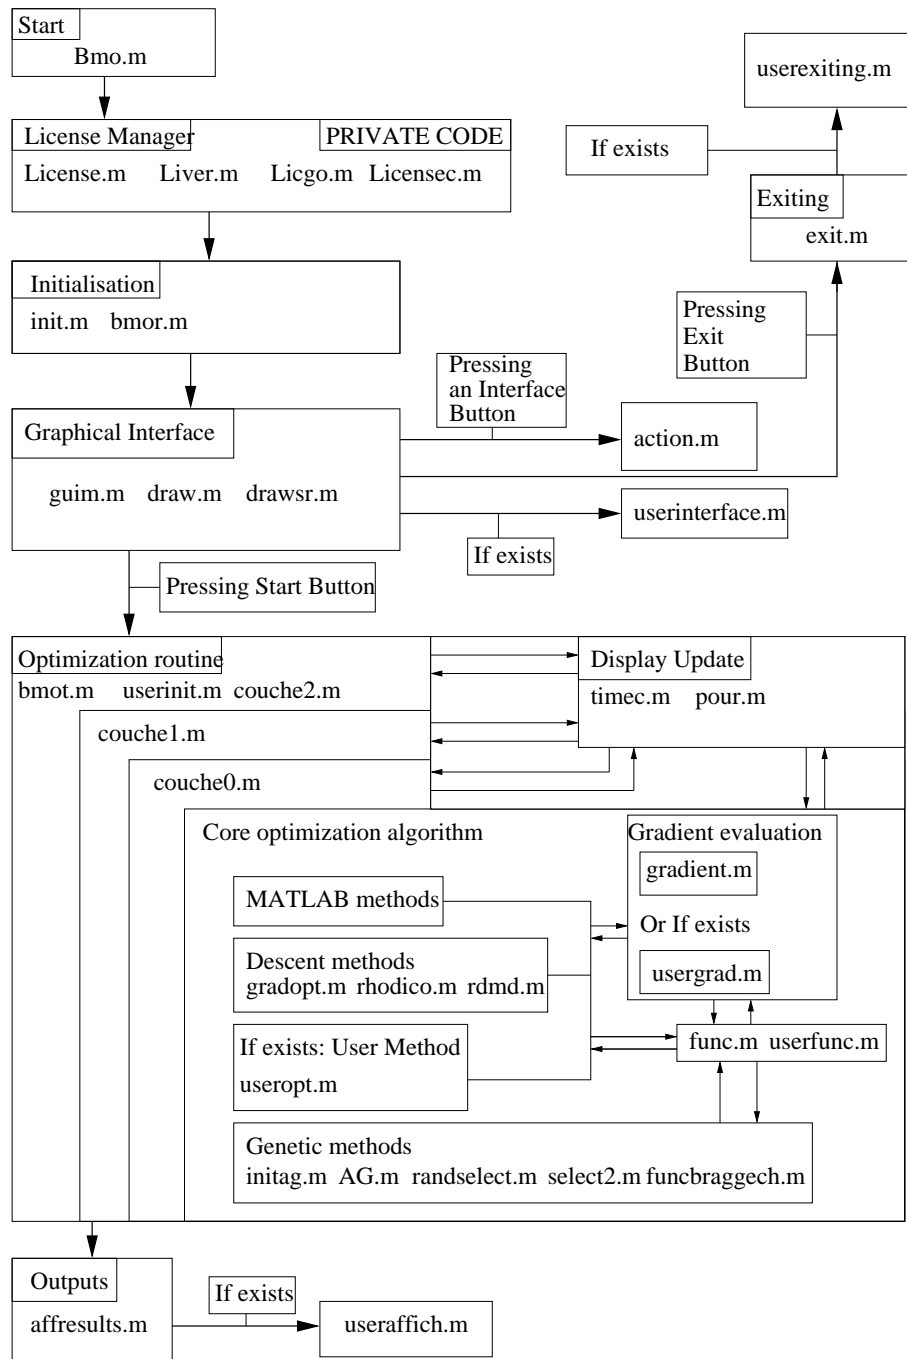 Start
Bmo.m
userexiting.m
License Manager
PRIVATE CODE
If exists
License.m Liver.m Licgo.m Licensec.m
Exiting
exit.m
Initialisation
init.m bmor.m
Pressing
Exit
Button
Pressing
an Interface
Button
Graphical Interface
action.m
guim.m draw.m drawsr.m
userinterface.m
If exists
Pressing Start Button
Optimization routine
bmot.m userinit.m couche2.m
Display Update
timec.m pour.m
couche1.m
couche0.m
Core optimization algorithm
Gradient evaluation
gradient.m
Or If exists
usergrad.m
MATLAB methods
Descent methods
gradopt.m rhodico.m rdmd.m
If exists: User Method
useropt.m
func.m userfunc.m
Genetic methods
initag.m AG.m randselect.m select2.m funcbraggech.m
Outputs
affresults.m
If exists
useraffich.m